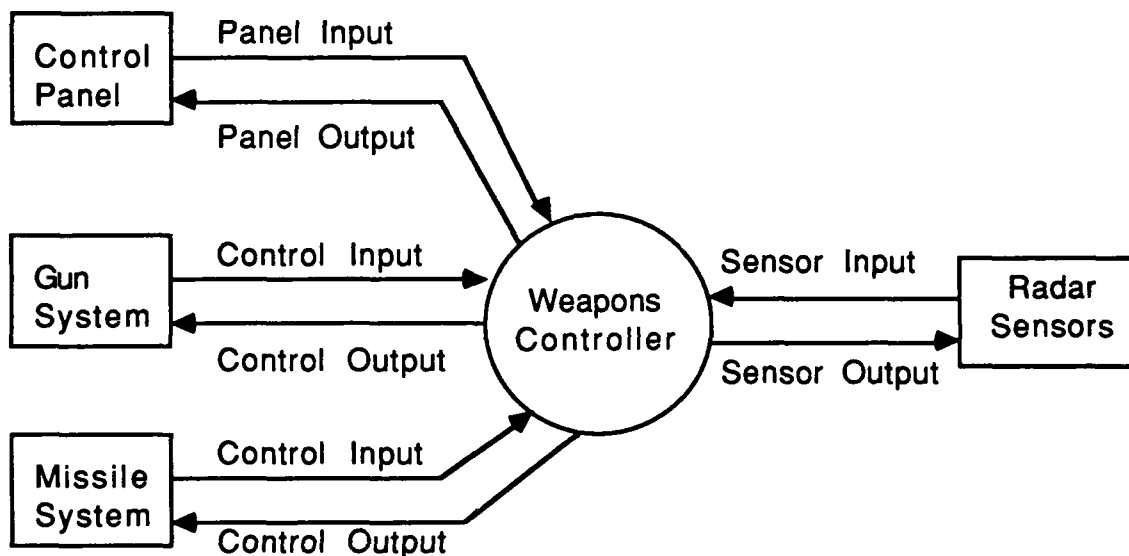 Control
Panel
Panel Input
Panel Output
Gun
System
Control Input
Control Output
Weapons
Controller
Sensor Input
Sensor Output
Radar
Sensors
Missile
System
Control Input
Control Output